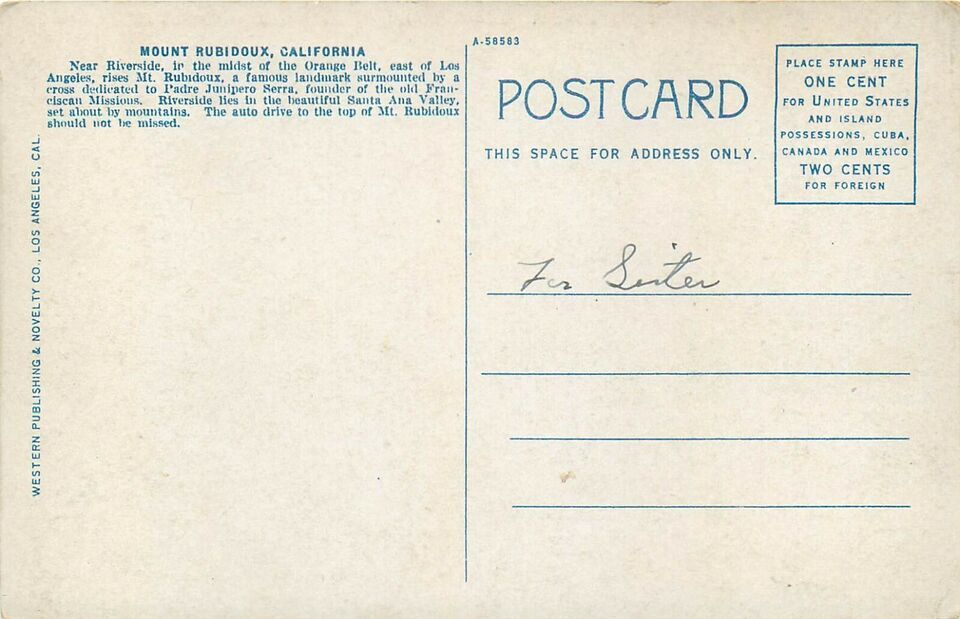 MOUNT RUBIDOUX, CALIFORNIA
Near Riverside, in the midst of the Orange Belt, east of Los
Angeles, rises Mt. Rubidoux, a famous landmark surmounted by a
cross dedicated to Padre Junipero Serra, founder of the old Fran-
ciscan Missions. Riverside lies in the beautiful Santa Ana Valley,
set about by mountains. The auto drive to the top of Mt. Rubidoux
should not be missed.
WESTERN PUBLISHING & NOVELTY CO., LOS ANGELES, CAL.
A-58583
POST CARD
THIS SPACE FOR ADDRESS ONLY.
PLACE STAMP HERE
ONE CENT
FOR UNITED STATES
AND ISLAND
POSSESSIONS, CUBA,
CANADA AND MEXICO
TWO CENTS
FOR FOREIGN
For Sister